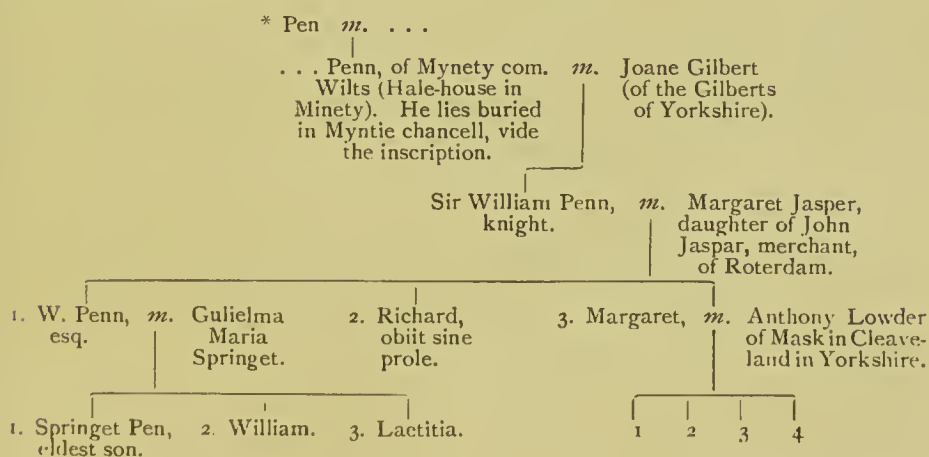 * Pen m. . . .
. . . Penn, of Mynety com. m. Joane Gilbert
Wilts (Hale-house in (of the Gilberts
Minety). He lies buried of Yorkshire).
in Myntie chancell, vide
the inscription.
Sir William Penn, m. Margaret Jasper,
knight. daughter of John
Jaspar, merchant,
of Roterdam.
1. W. Penn, m. Gulielma 2. Richard, 3. Margaret, m. Anthony Lowder
esq. Maria obiit sine of Mask in Cleave-
Springet. prole. land in Yorkshire.
1. Springet Pen, 2. William. 3. Laetitia. 1 2 3 4
eldest son.